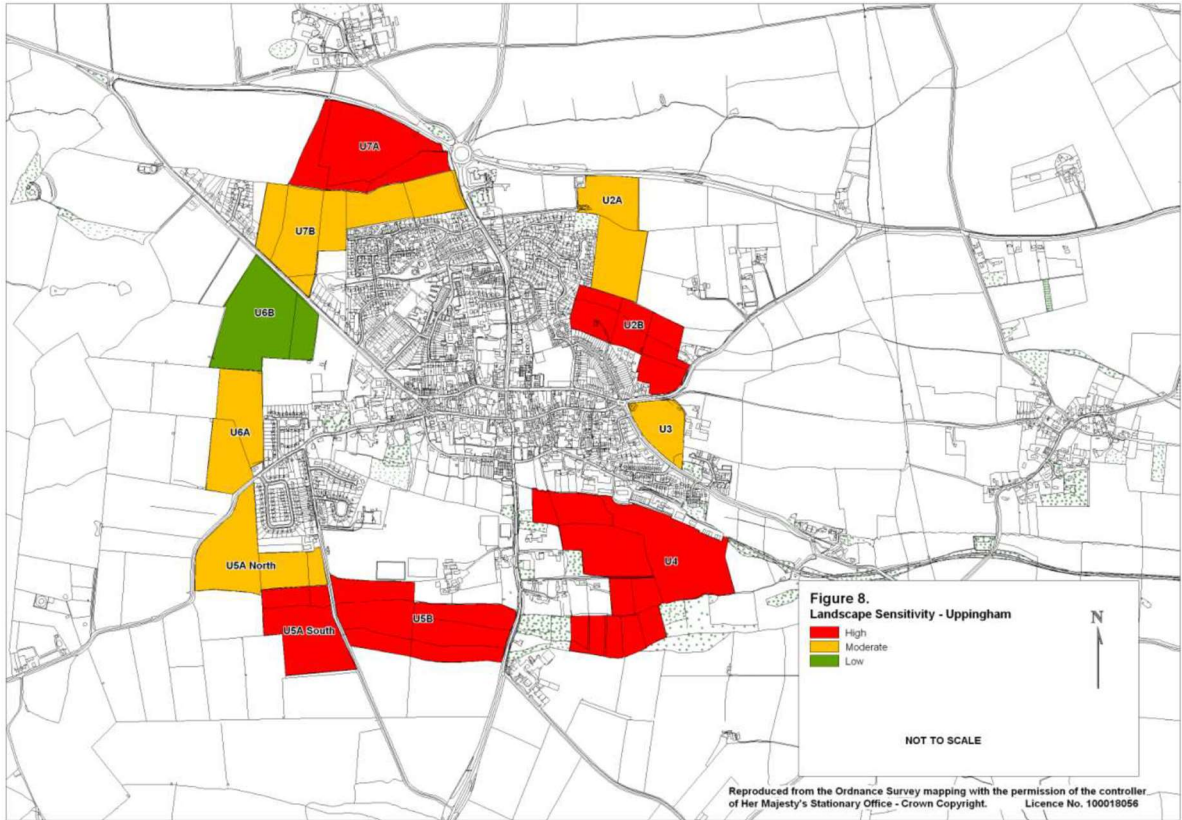 U7A
U2A
U7B
U6B
U2B
U6A
U3
U5A North
U4
U5B
U5A South
Figure 8.
Landscape Sensitivity - Uppingham
N
High
Moderate
Low
NOT TO SCALE
Reproduced from the Ordnance Survey mapping with the permission of the controller
of Her Majesty's Stationary Office - Crown Copyright. Licence No. 100018056